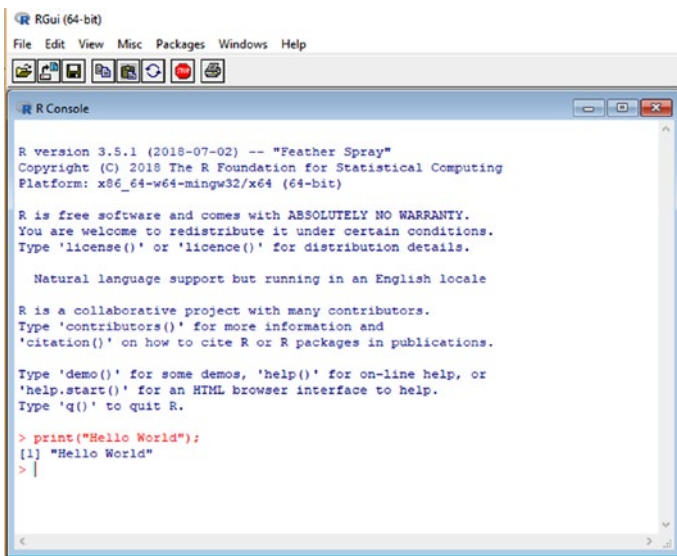 RGui (64-bit)
File Edit View Misc Packages Windows Help
STOP
R Console
R version 3.5.1 (2018-07-02) -- "Feather Spray"
Copyright (C) 2018 The R Foundation for Statistical Computing
Platform: x86_64-w64-mingw32/x64 (64-bit)
R is free software and comes with ABSOLUTELY NO WARRANTY.
You are welcome to redistribute it under certain conditions.
Type 'license()' or 'licence()' for distribution details.
Natural language support but running in an English locale
R is a collaborative project with many contributors.
Type 'contributors()' for more information and
'citation()' on how to cite R or R packages in publications.
Type 'demo()' for some demos, 'help()' for on-line help, or
'help.start()' for an HTML browser interface to help.
Type 'q()' to quit R.
> print("Hello World");
[1] "Hello World"
>